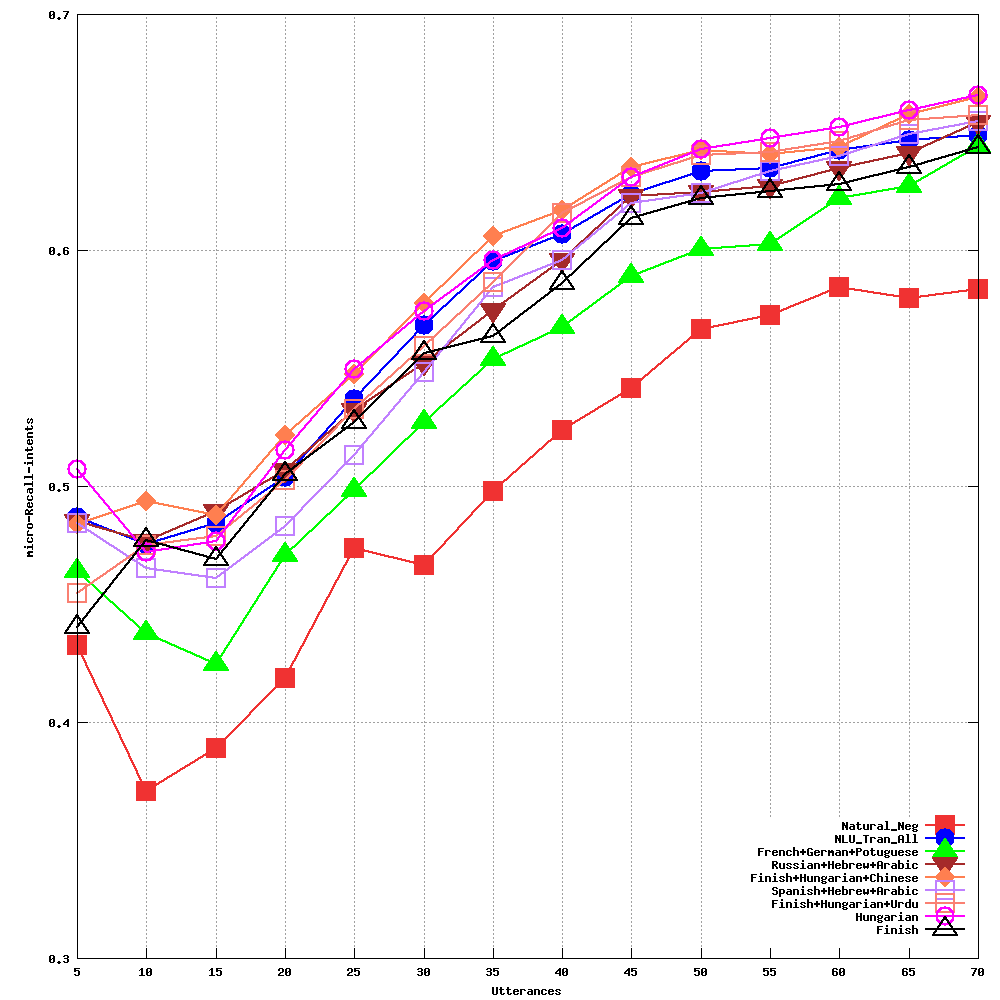 0.7
0.6
0.5
0.4
0.3
micro-Recall-intents
5 10 15 20 25 30 35 40 45 50 55 60 65 70
Utterances
Natural_Neg
NLU_Tran_All
French+German+Potuguese
Russian+Hebrew+Arabic
Finish+Hungarian+Chinese
Spanish+Hebrew+Arabic
Finish+Hungarian+Urdu
Hungarian
Finish